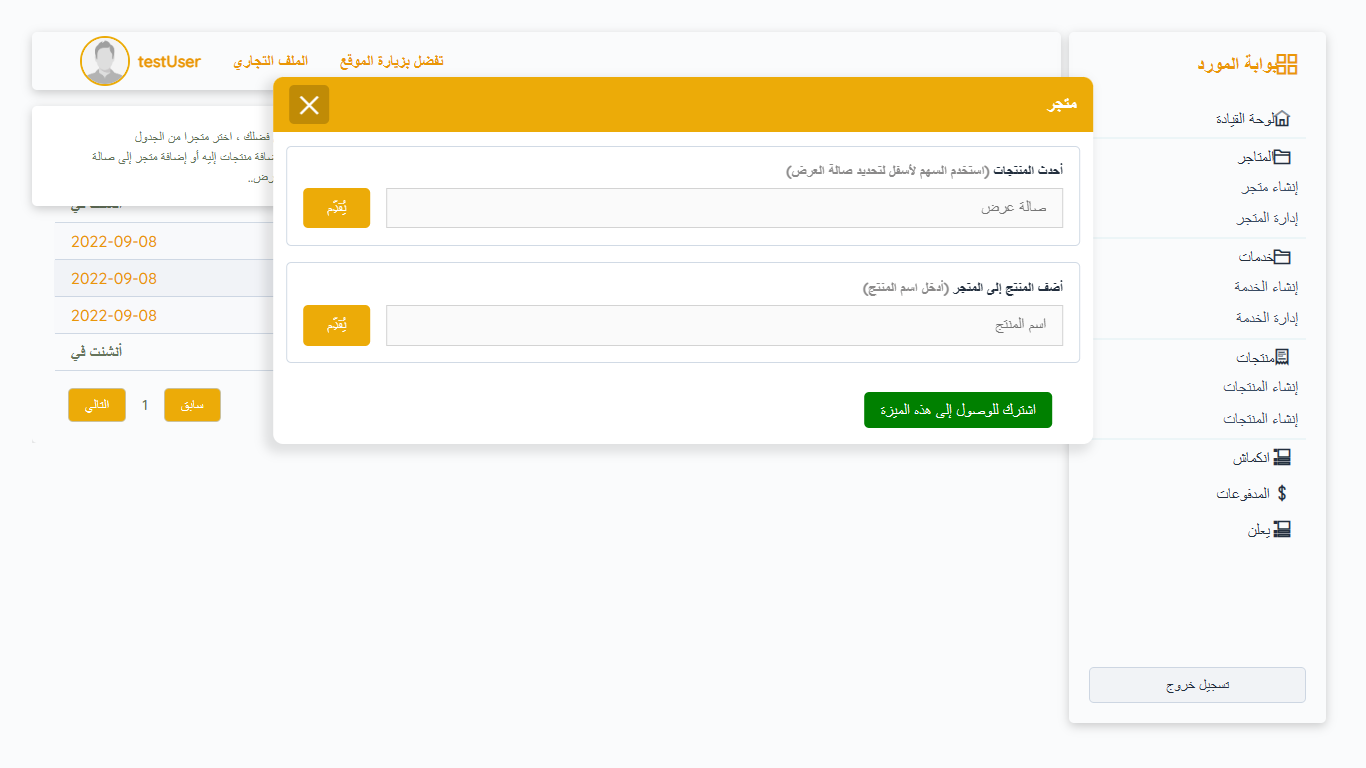 بوابة المورد
لوحة القيادة
المتاجر
إنشاء متجر
إدارة المتجر
خدمات
إنشاء الخدمة
إدارة الخدمة
منتجات
إنشاء المنتجات
إنشاء المنتجات
انكماش
المدفوعات
يعلن
تسجيل خروج
تفضل بزيارة الموقع
الملف التجاري
testUser
فضلك ، اختر متجرا من الجدول
منتجات إليه أو إضافة متجر إلى صالة
2022-09-08
2022-09-08
2022-09-08
أنشئت في
سابق
1
التالي
متجر
أحدث المنتجات (استخدم السهم لأسفل لتحديد صالة العرض)
صالة عرض
يُقدِّم
أضف المنتج إلى المتجر (أدخل اسم المنتج)
اسم المنتج
يُقدِّم
اشترك للوصول إلى هذه الميزة